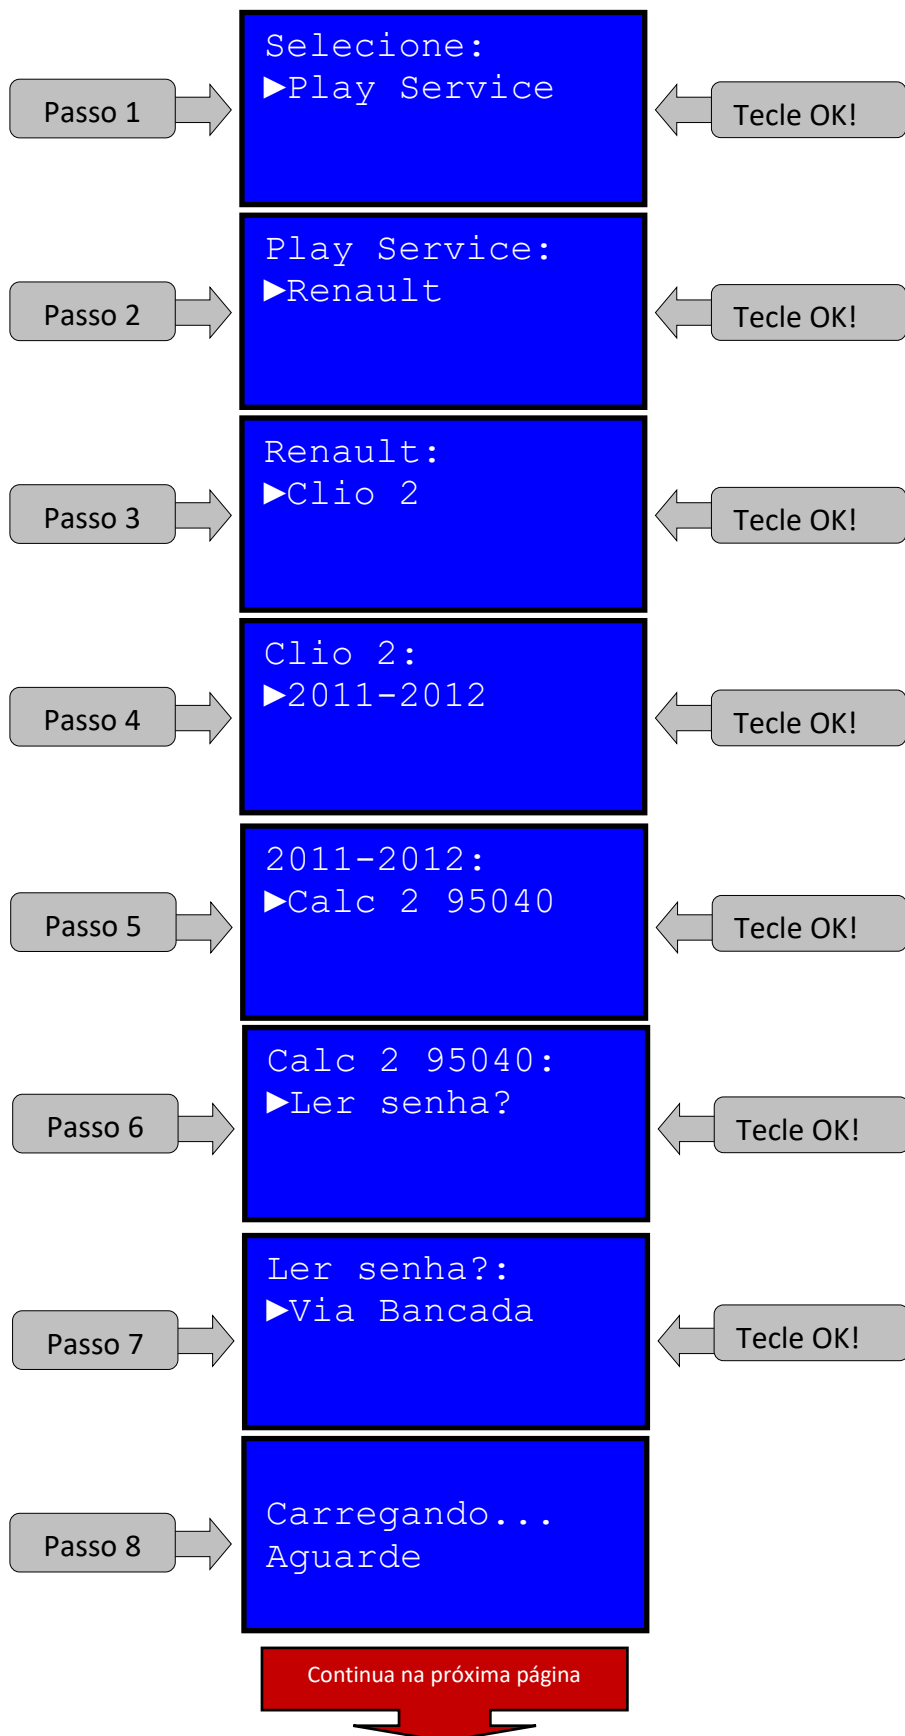 Selecione:
►Play Service
Passo 1
Tecle OK!
Play Service:
►Renault
Passo 2
Tecle OK!
Renault:
►Clio 2
Passo 3
Tecle OK!
Clio 2:
►2011-2012
Passo 4
Tecle OK!
2011-2012:
►Calc 2 95040
Passo 5
Tecle OK!
Calc 2 95040:
►Ler senha?
Passo 6
Tecle OK!
Ler senha?:
►Via Bancada
Passo 7
Tecle OK!
Carregando...
Aguarde
Passo 8
Continua na próxima página